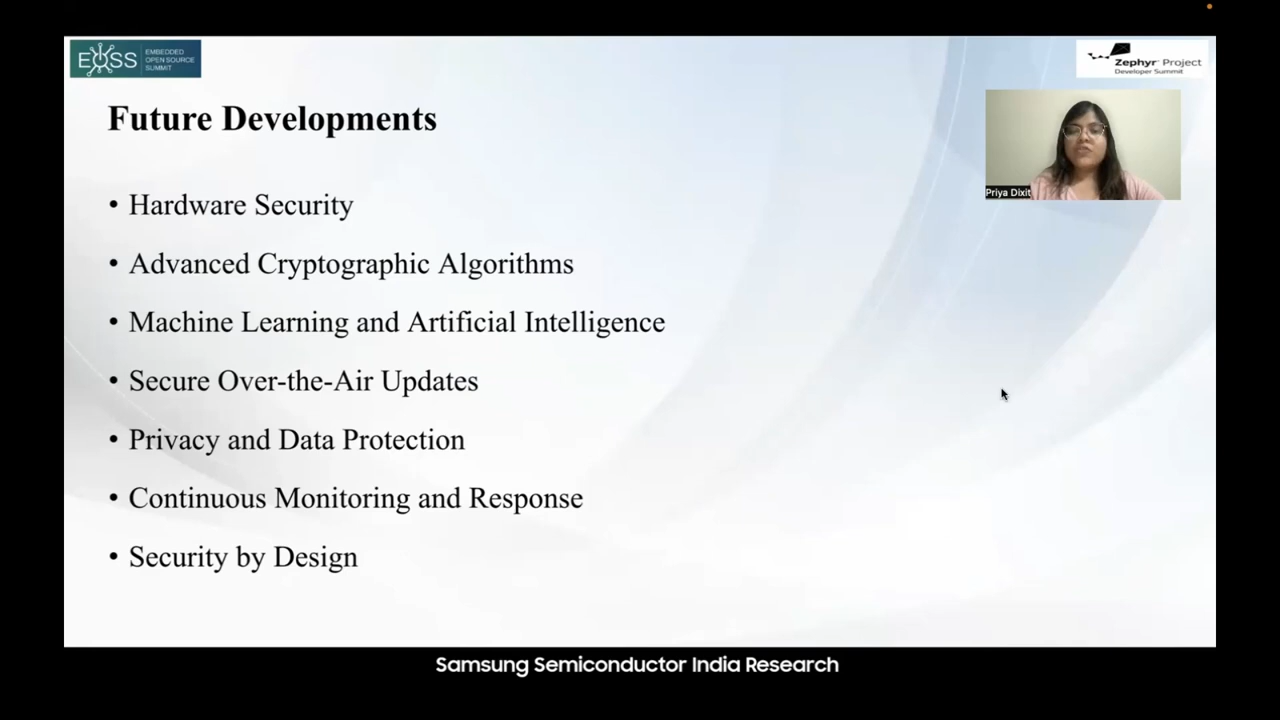 EOSS
EMBEDDED
OPEN SOURCE
SUMMIT
Zephyr Project
Developer Summit
Future Developments
Priya Dixit
• Hardware Security
• Advanced Cryptographic Algorithms
• Machine Learning and Artificial Intelligence
• Secure Over-the-Air Updates
• Privacy and Data Protection
• Continuous Monitoring and Response
• Security by Design
Samsung Semiconductor India Research